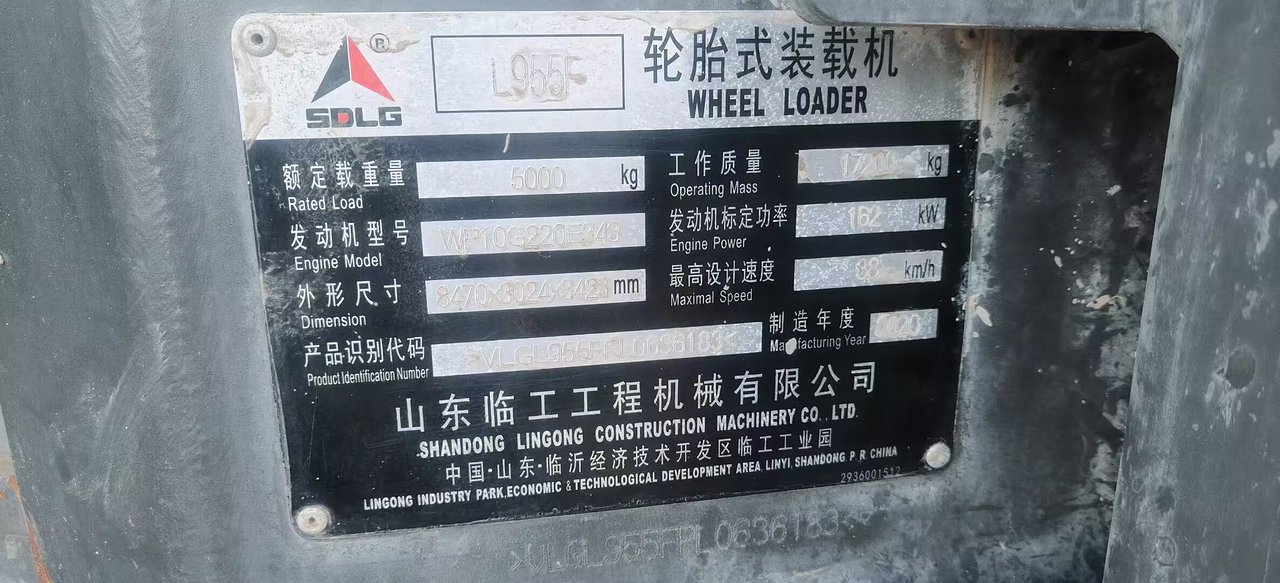 SDLG
®
L955F
轮胎式装载机
WHEEL LOADER
额定载重量 5000 kg
Rated Load
工作质量 kg
Operating Mass
发动机型号
Engine Model
发动机标定功率 162 kW
Engine Power
外形尺寸 mm
Dimension
最高设计速度 km/h
Maximal Speed
产品识别代码
Product Identification Number
制造年度 2020
Manufacturing Year
山东临工工程机械有限公司
SHANDONG LINGONG CONSTRUCTION MACHINERY CO., LTD.
中国·山东·临沂经济技术开发区临工工业园
LINGONG INDUSTRY PARK,ECONOMIC & TECHNOLOGICAL DEVELOPMENT AREA, LINYI, SHANDONG P. R. CHINA
2936001512